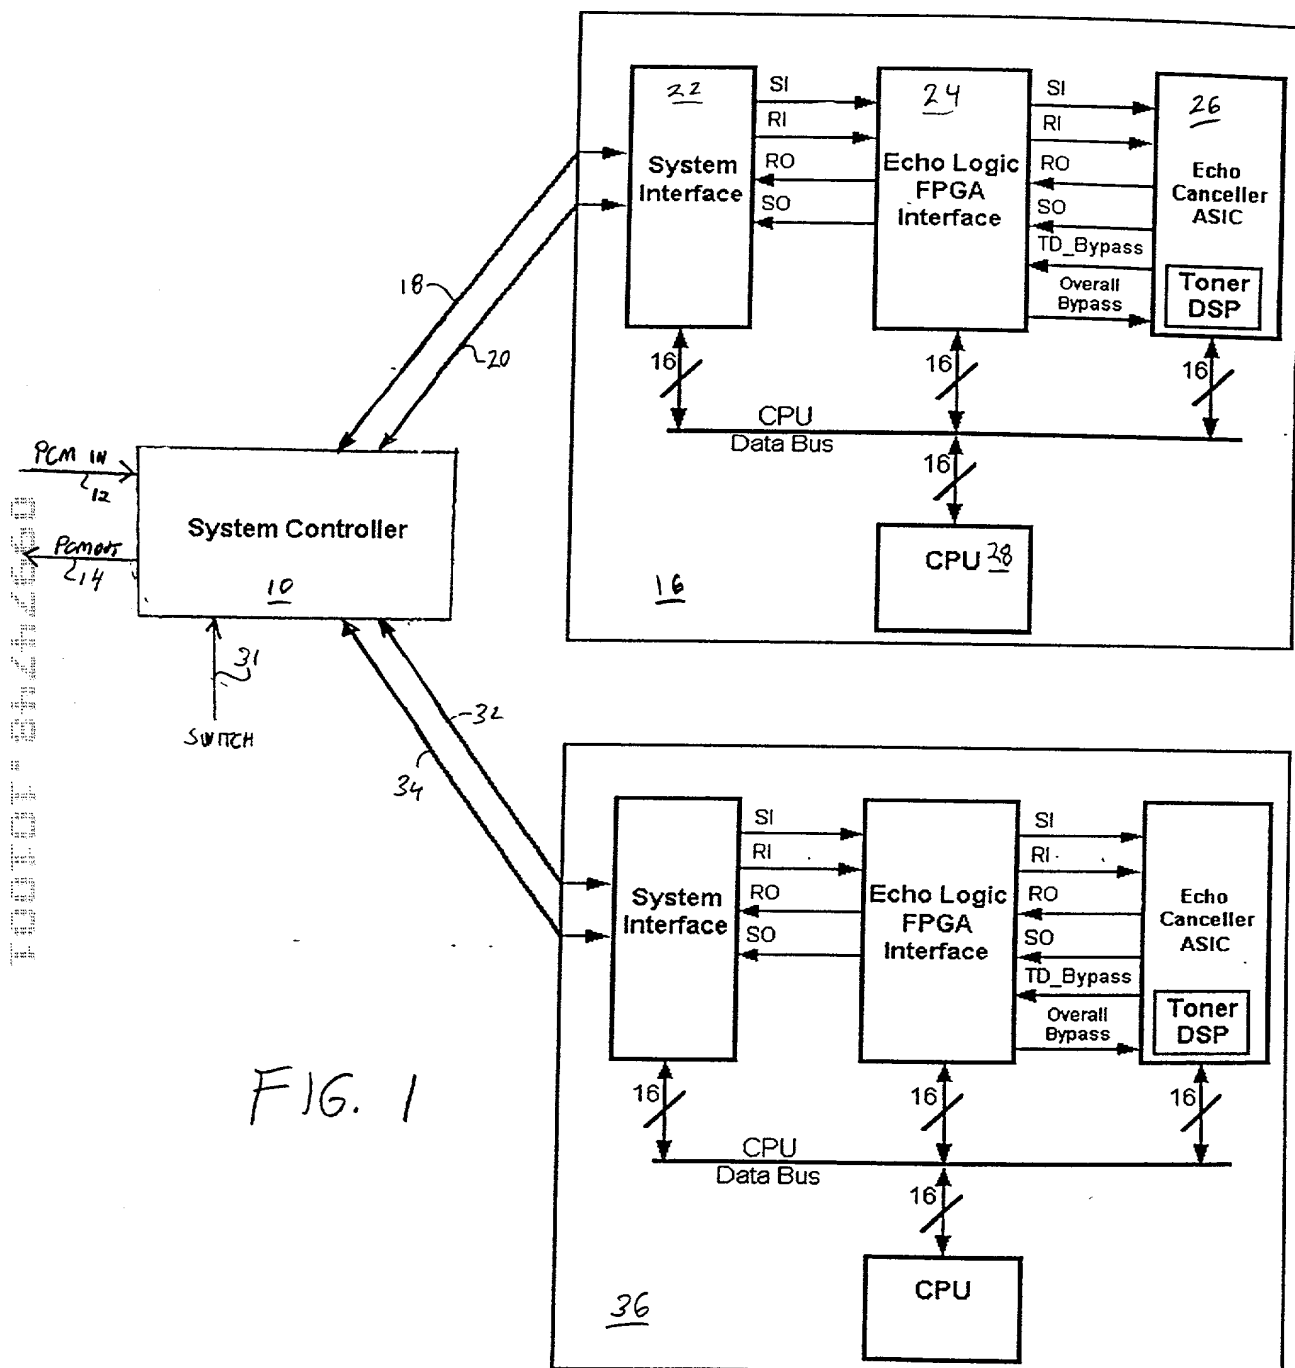 22
24
26
SI
RI
RO
SO
System
Interface
Echo Logic
FPGA
Interface
SI
RI
RO
SO
TD_Bypass
Overall
Bypass
Echo
Canceller
ASIC
Toner
DSP
18
20
16
16
16
CPU
Data Bus
16
CPU 28
16
PCM IN
12
System Controller
PCM OUT
14
10
31
SWITCH
32
34
SI
RI
RO
SO
System
Interface
Echo Logic
FPGA
Interface
SI
RI
RO
SO
TD_Bypass
Overall
Bypass
Echo
Canceller
ASIC
Toner
DSP
16
16
16
CPU
Data Bus
16
CPU
36
FIG. 1